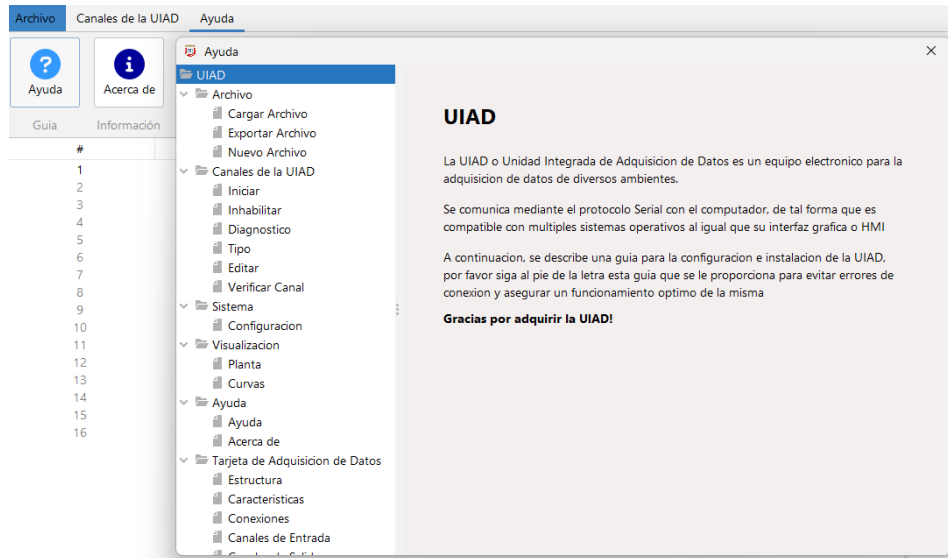 Archivo Canales de la UIAD Ayuda
Ayuda
Acerca de
Guia
Información
#
1
2
3
4
5
6
7
8
9
10
11
12
13
14
15
16
Ayuda
UIAD
Archivo
Cargar Archivo
Exportar Archivo
Nuevo Archivo
Canales de la UIAD
Iniciar
Inhabilitar
Diagnostico
Tipo
Editar
Verificar Canal
Sistema
Configuracion
Visualizacion
Planta
Curvas
Ayuda
Ayuda
Acerca de
Tarjeta de Adquisicion de Datos
Estructura
Caracteristicas
Conexiones
Canales de Entrada
UIAD
La UIAD o Unidad Integrada de Adquisicion de Datos es un equipo electronico para la
adquisicion de datos de diversos ambientes.
Se comunica mediante el protocolo Serial con el computador, de tal forma que es
compatible con multiples sistemas operativos al igual que su interfaz grafica o HMI
A continuacion, se describe una guia para la configuracion e instalacion de la UIAD,
por favor siga al pie de la letra esta guia que se le proporciona para evitar errores de
conexion y asegurar un funcionamiento optimo de la misma
Gracias por adquirir la UIAD!